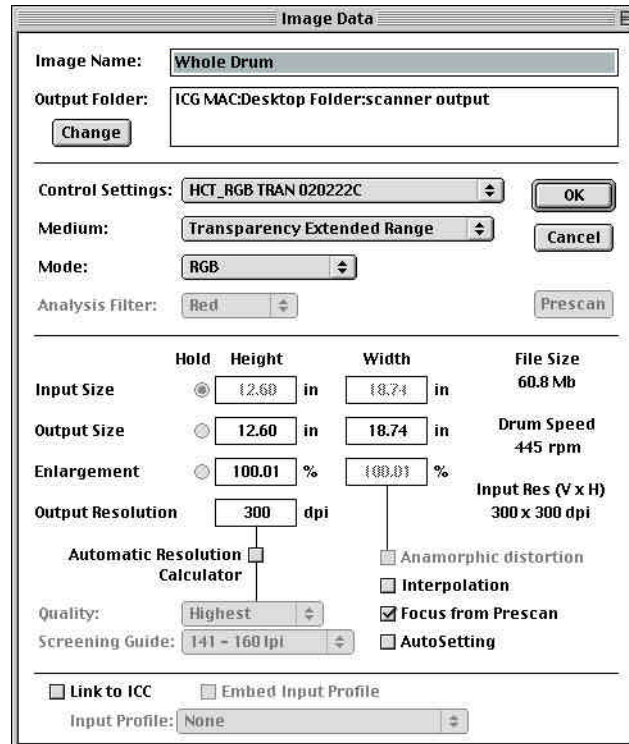 Image Data
Image Name: Whole Drum
Output Folder: ICG MAC:Desktop Folder:scanner output
Change
Control Settings: HCT_RGB TRAN 020222C
OK
Medium: Transparency Extended Range
Cancel
Mode: RGB
Analysis Filter: Red
Prescan
Hold Height Width File Size
Input Size 12.60 in 18.74 in 60.8 Mb
Output Size 12.60 in 18.74 in Drum Speed
445 rpm
Enlargement 100.01 % 100.01 %
Input Res (V x H)
Output Resolution 300 dpi 300 x 300 dpi
Automatic Resolution
Calculator
Anamorphic distortion
Interpolation
Quality: Highest
Focus from Prescan
Screening Guide: 141 - 160 lpi
AutoSetting
Link to ICC Embed Input Profile
Input Profile: None